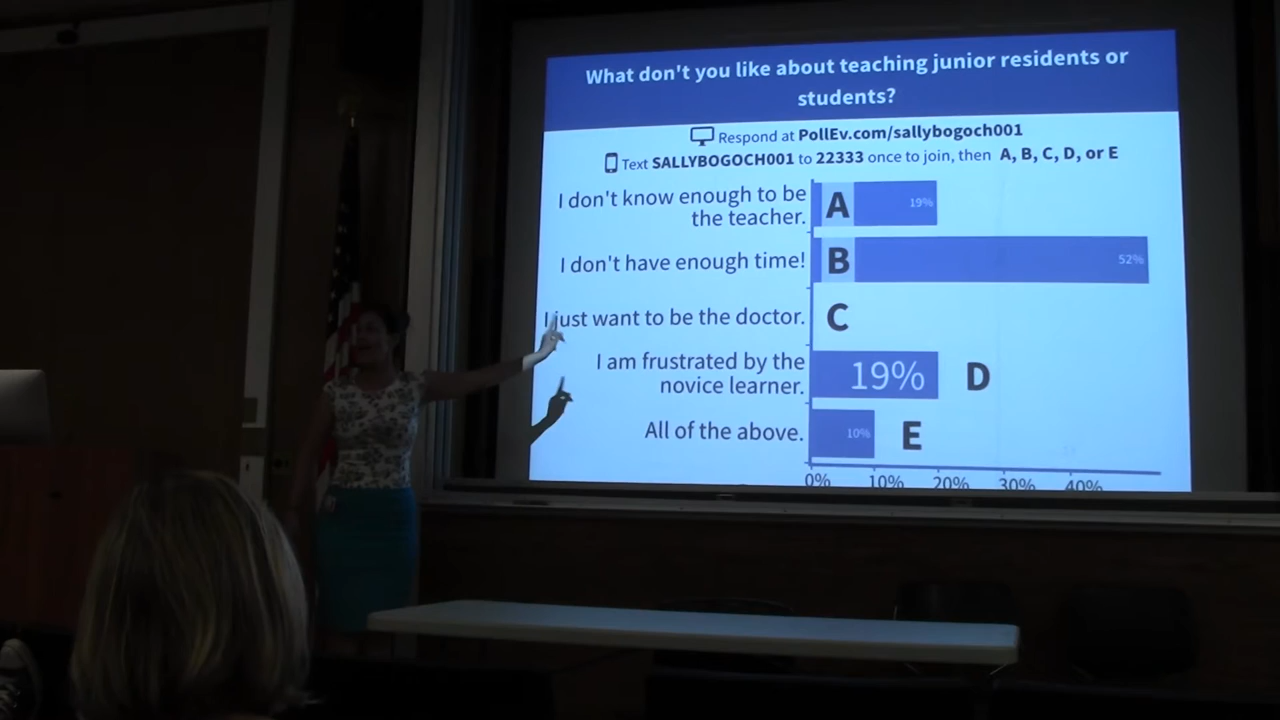 What don't you like about teaching junior residents or
students?
Respond at PollEv.com/sallybogoch001
Text SALLYBOGOCH001 to 22333 once to join, then A, B, C, D, or E
I don't know enough to be
the teacher.
A
19%
I don't have enough time!
B
52%
I just want to be the doctor.
C
I am frustrated by the
novice learner.
19%
D
All of the above.
10%
E
0% 10% 20% 30% 40%